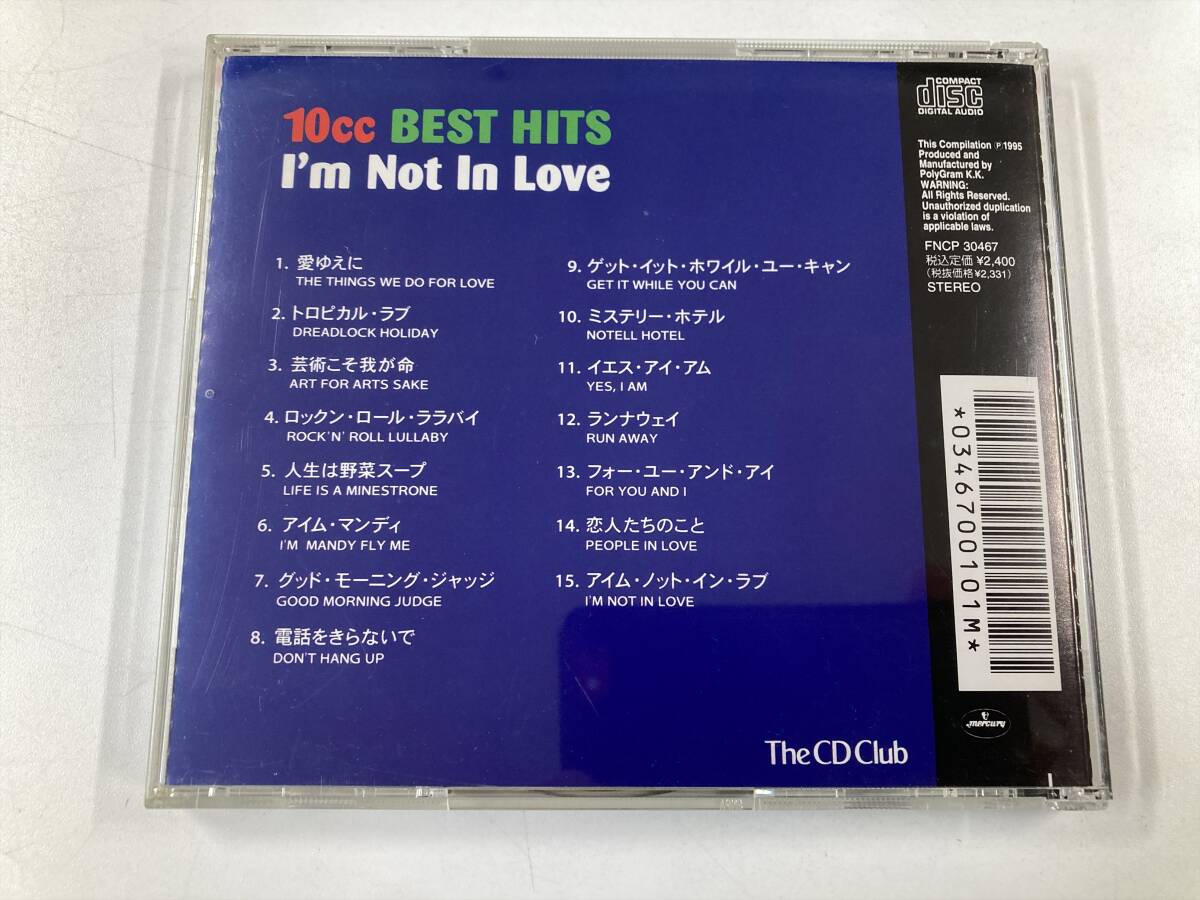 10cc BEST HITS
I'm Not In Love
1. 愛ゆえに
THE THINGS WE DO FOR LOVE
2. トロピカル・ラブ
DREADLOCK HOLIDAY
3. 芸術こそ我が命
ART FOR ARTS SAKE
4. ロックン・ロール・ララバイ
ROCK'N' ROLL LULLABY
5. 人生は野菜スープ
LIFE IS A MINESTRONE
6. アイム・マンディ
I'M MANDY FLY ME
7. グッド・モーニング・ジャッジ
GOOD MORNING JUDGE
8. 電話をきらないで
DON'T HANG UP
9. ゲット・イット・ホワイル・ユー・キャン
GET IT WHILE YOU CAN
10. ミステリー・ホテル
NOTELL HOTEL
11. イエス・アイ・アム
YES, I AM
12. ランナウェイ
RUN AWAY
13. フォー・ユー・アンド・アイ
FOR YOU AND I
14. 恋人たちのこと
PEOPLE IN LOVE
15. アイム・ノット・イン・ラブ
I'M NOT IN LOVE
The CD Club
COMPACT
disc
DIGITAL AUDIO
This Compilation ℗ 1995
Produced and
Manufactured by
PolyGram K.K.
WARNING:
All Rights Reserved.
Unauthorized duplication
is a violation of
applicable laws.
FNCP 30467
税込定価 ¥2,400
(税抜価格¥2,331)
STEREO
*0346700101M*
mercury